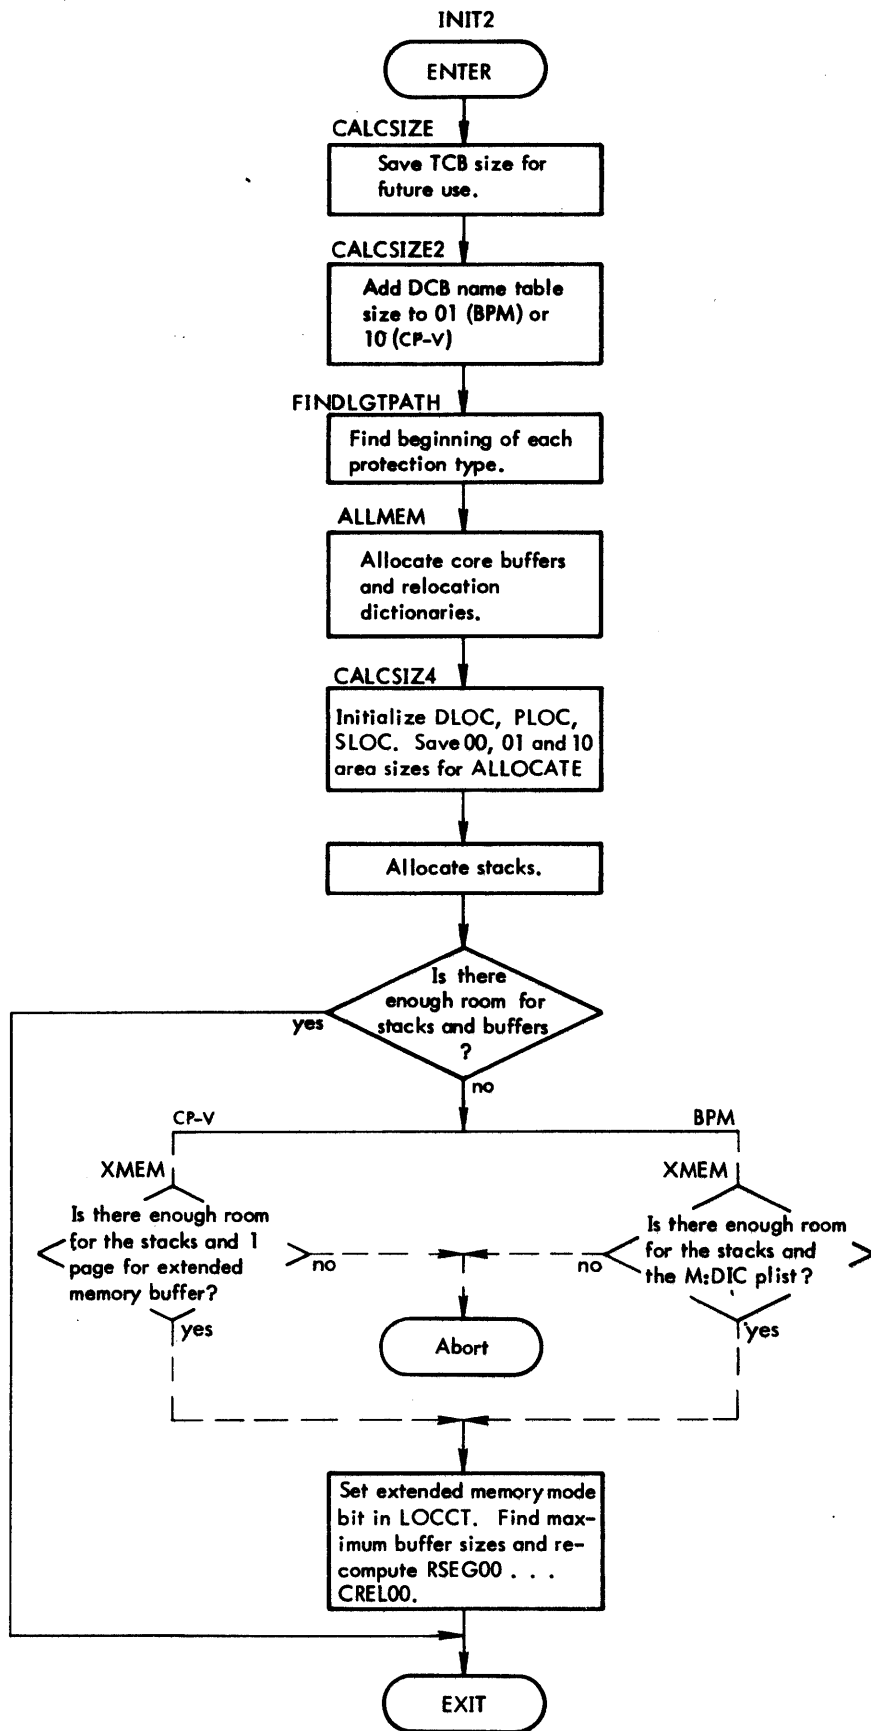 INIT2
ENTER
CALCSIZE
Save TCB size for
future use.
CALCSIZE2
Add DCB name table
size to 01 (BPM) or
10 (CP-V)
FINDLGTPATH
Find beginning of each
protection type.
ALLMEM
Allocate core buffers
and relocation
dictionaries.
CALCSIZ4
Initialize DLOC, PLOC,
SLOC. Save 00, 01 and 10
area sizes for ALLOCATE
Allocate stacks.
Is there
enough room for
stacks and buffers
?
yes
no
CP-V
BPM
XMEM
Is there enough room
for the stacks and 1
page for extended
memory buffer?
no
yes
XMEM
Is there enough room
for the stacks and
the M:DIC plist?
no
yes
Abort
Set extended memory mode
bit in LOCCT. Find max-
imum buffer sizes and re-
compute RSEG00 . . .
CREL00.
EXIT